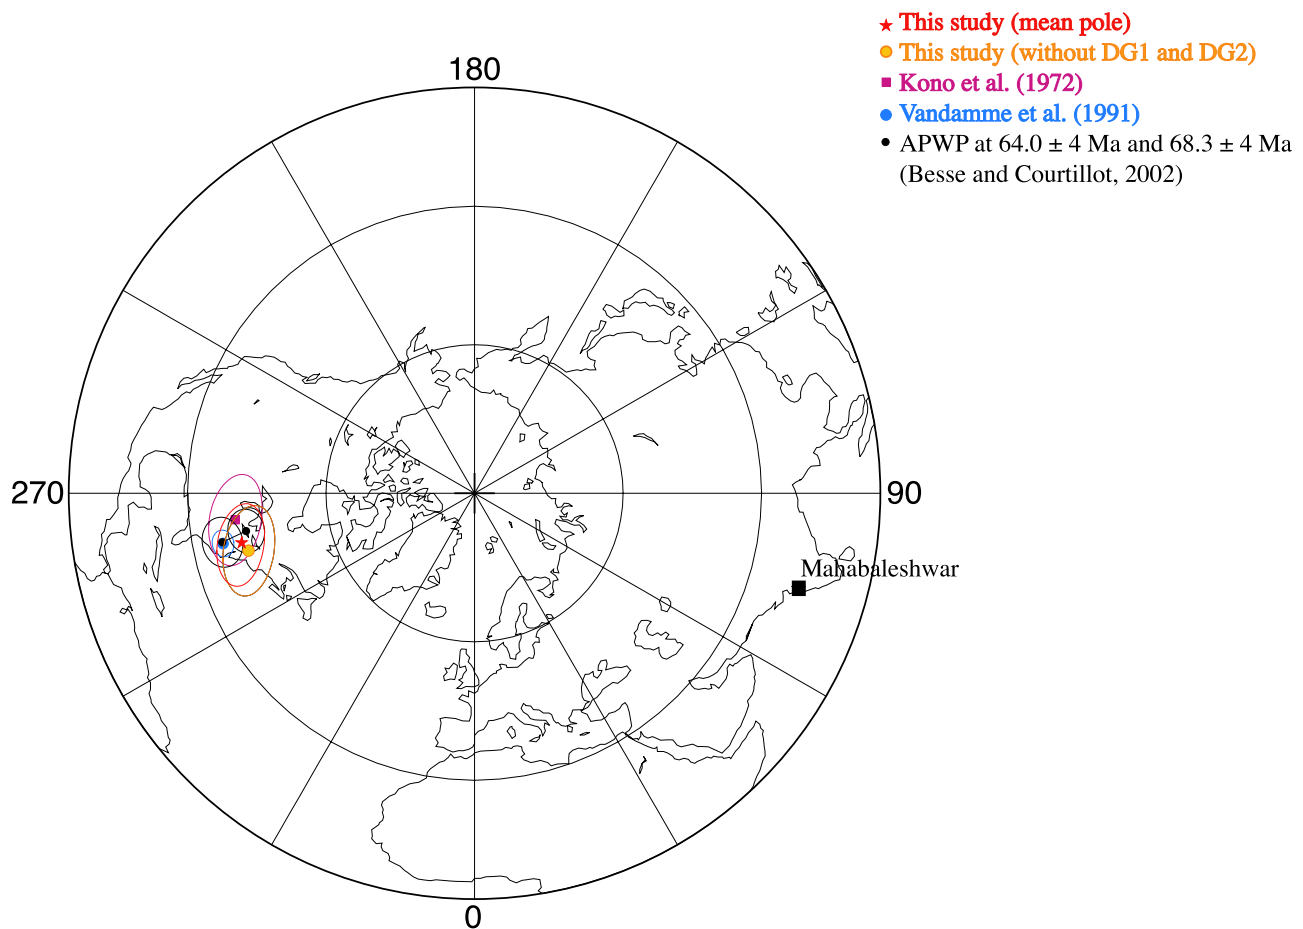 This study (mean pole)
This study (without DG1 and DG2)
Kono et al. (1972)
Vandamme et al. (1991)
APWP at 64.0 ± 4 Ma and 68.3 ± 4 Ma
(Besse and Courtillot, 2002)
180
270
90
Mahabaleshwar
0